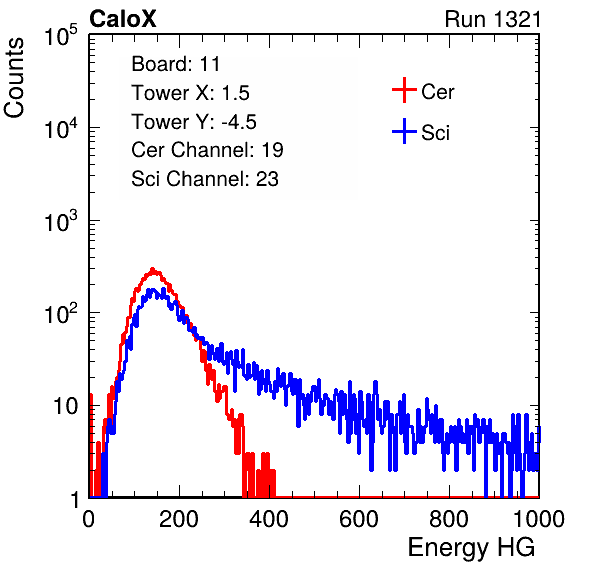 CaloX Run 1321
Counts
10^5
10^4
10^3
10^2
10
1
Board: 11
Tower X: 1.5
Tower Y: -4.5
Cer Channel: 19
Sci Channel: 23
Cer
Sci
0 200 400 600 800 1000
Energy HG